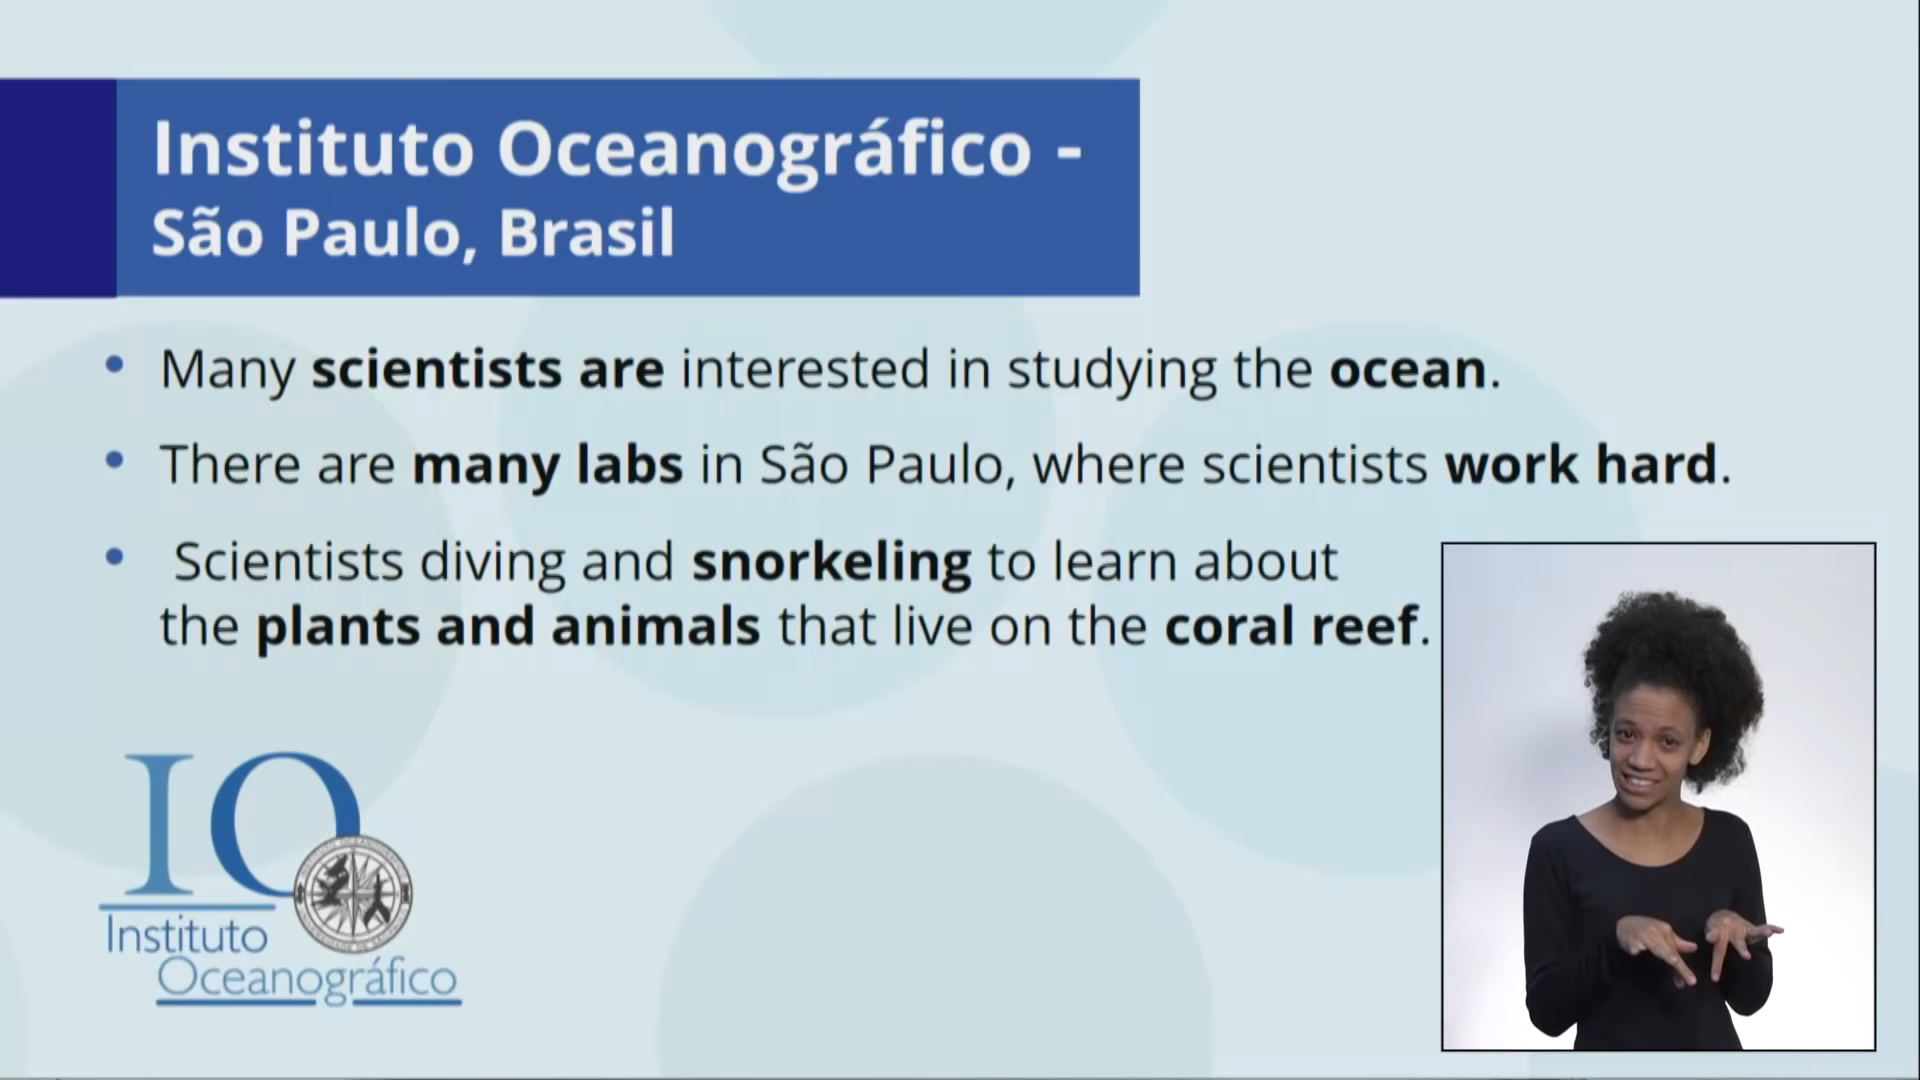 Instituto Oceanográfico -
São Paulo, Brasil
• Many scientists are interested in studying the ocean.
• There are many labs in São Paulo, where scientists work hard.
• Scientists diving and snorkeling to learn about
the plants and animals that live on the coral reef.
IO
Instituto
Oceanográfico